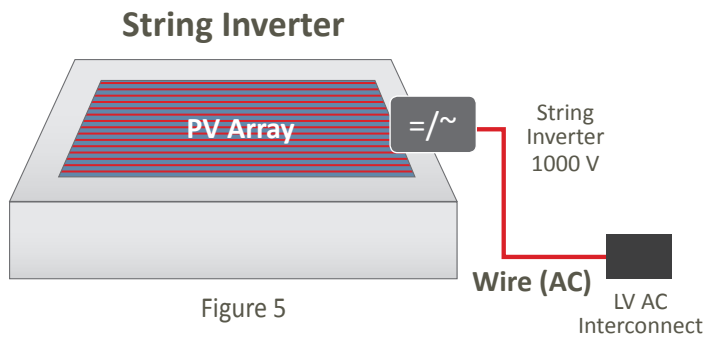 String Inverter
PV Array
=/~
String
Inverter
1000 V
Wire (AC)
LV AC
Interconnect
Figure 5